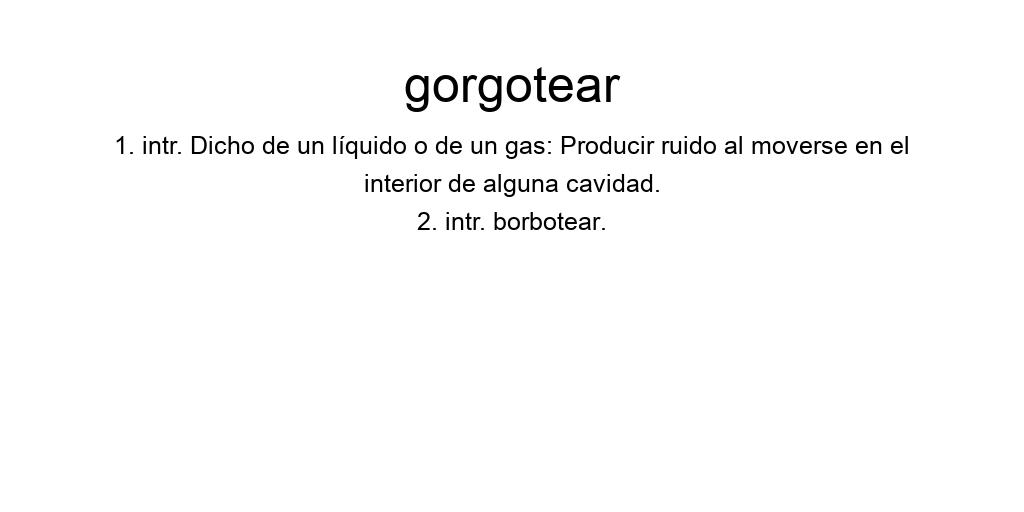 gorgotear
1. intr. Dicho de un líquido o de un gas: Producir ruido al moverse en el
interior de alguna cavidad.
2. intr. borbotear.